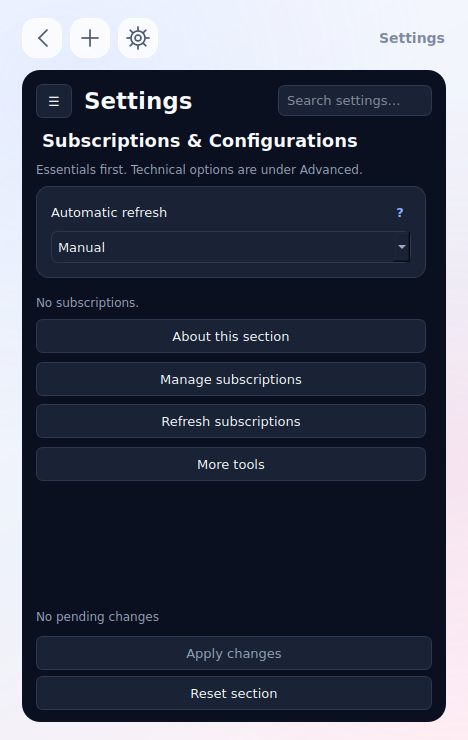 Settings
☰
Settings
Search settings...
Subscriptions & Configurations
Essentials first. Technical options are under Advanced.
Automatic refresh
?
Manual
No subscriptions.
About this section
Manage subscriptions
Refresh subscriptions
More tools
No pending changes
Apply changes
Reset section